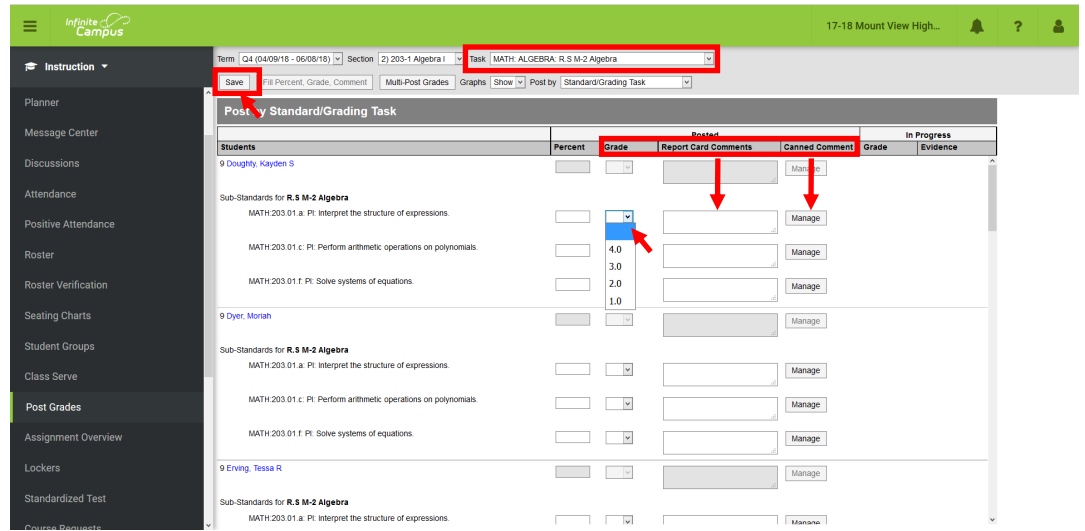 Infinite Campus
17-18 Mount View High...
?
Instruction
Planner
Message Center
Discussions
Attendance
Positive Attendance
Roster
Roster Verification
Seating Charts
Student Groups
Class Serve
Post Grades
Assignment Overview
Lockers
Standardized Test
Course Requests
Term Q4 (04/09/18 - 06/08/18) Section 2) 203-1 Algebra I Task MATH: ALGEBRA: R.S M-2 Algebra
Save Fill Percent, Grade, Comment Multi-Post Grades Graphs Show Post by Standard/Grading Task
Post by Standard/Grading Task
Posted In Progress
Students Percent Grade Report Card Comments Canned Comment Grade Evidence
9 Doughty, Kayden S Manage
Sub-Standards for R.S M-2 Algebra
MATH:203.01.a: PI: Interpret the structure of expressions. Manage
MATH:203.01.c: PI: Perform arithmetic operations on polynomials. Manage
MATH:203.01.f: PI: Solve systems of equations. Manage
4.0
3.0
2.0
1.0
9 Dyer, Moriah Manage
Sub-Standards for R.S M-2 Algebra
MATH:203.01.a: PI: Interpret the structure of expressions. Manage
MATH:203.01.c: PI: Perform arithmetic operations on polynomials. Manage
MATH:203.01.f: PI: Solve systems of equations. Manage
9 Erving, Tessa R Manage
Sub-Standards for R.S M-2 Algebra
MATH:203.01.a: PI: Interpret the structure of expressions. Manage